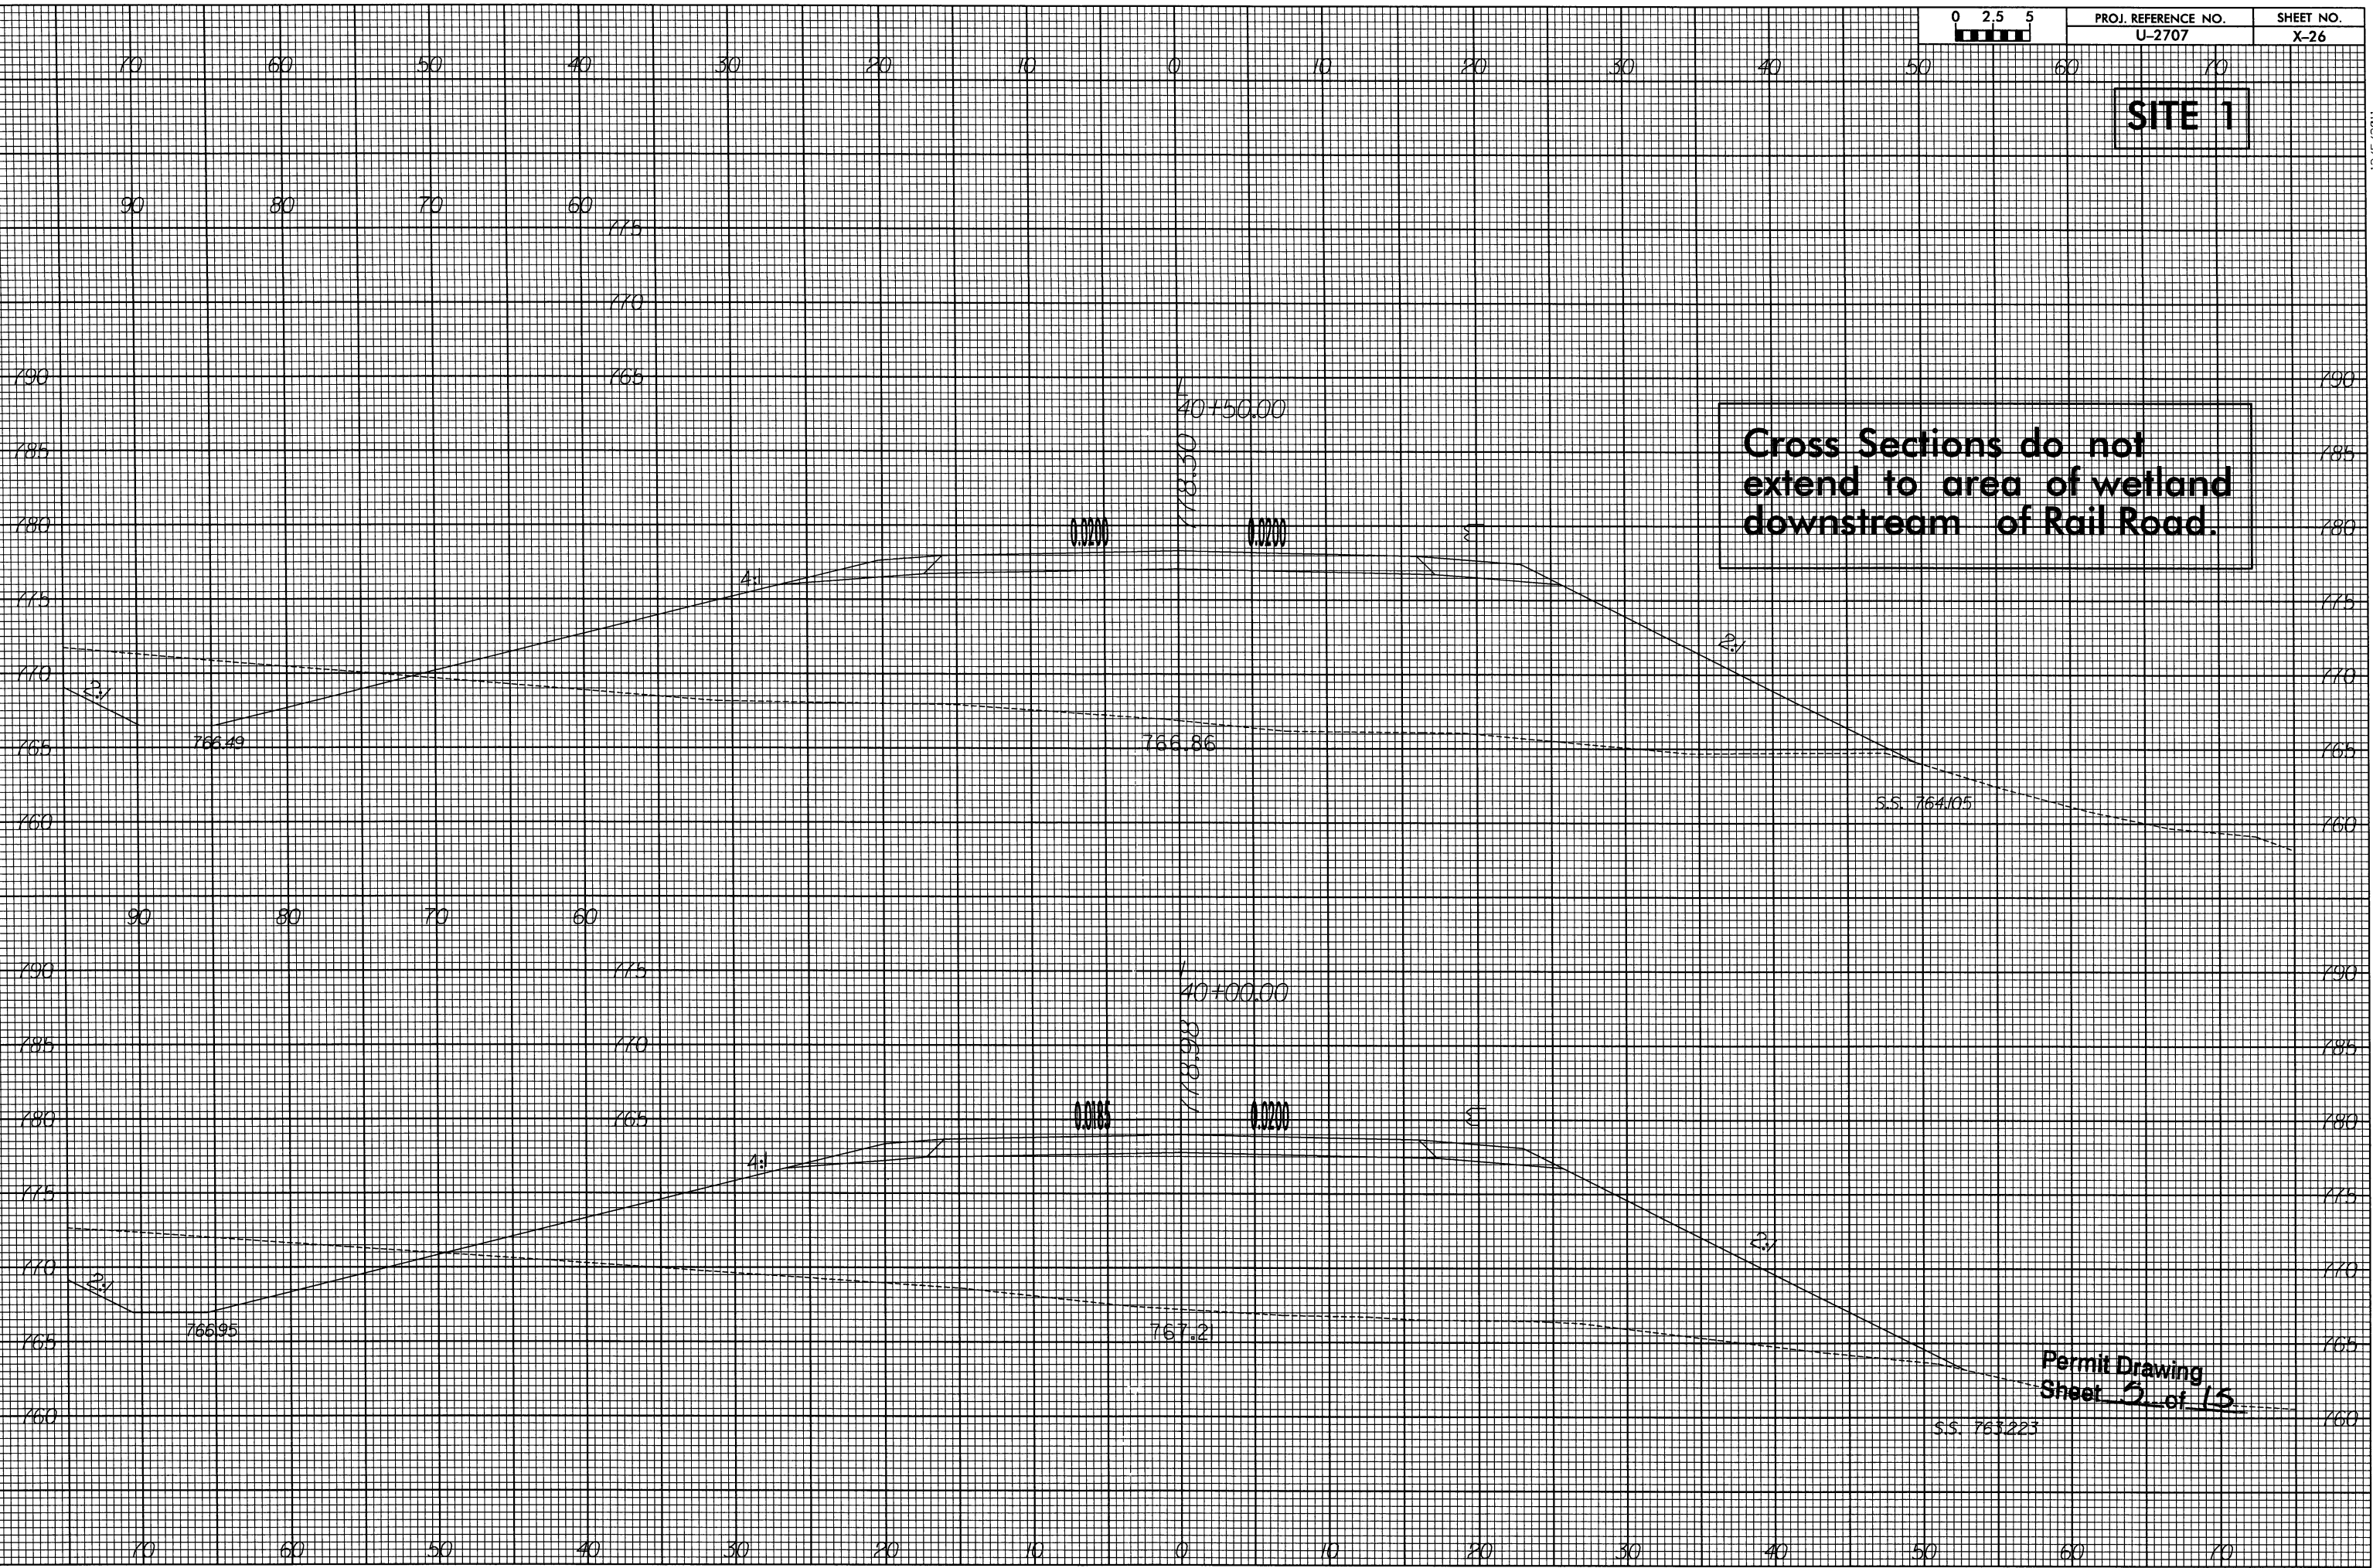 0 2.5 5
PROJ. REFERENCE NO.
SHEET NO.
U-2707
X-26
70 60 50 40 30 20 10 0 10 20 30 40 50 60 70
SITE 1
90 80 70 60
775
770
790 765 790
40+50.00
778.30
785 785
Cross Sections do not
extend to area of wetland
downstream of Rail Road.
780 0.0200 0.0200 780
4:1
775 775
2:1
770 770
2:1
766.49
766.86
765 765
S.S. 764.105
760 760
90 80 70 60
790 775 790
40+00.00
778.98
785 770 785
780 765 0.0185 0.0200 780
4:1
775 775
2:1
770 770
2:1
766.95
767.21
765 765
Permit Drawing
Sheet 5 of 15
760 760
S.S. 763.223
70 60 50 40 30 20 10 0 10 20 30 40 50 60 70